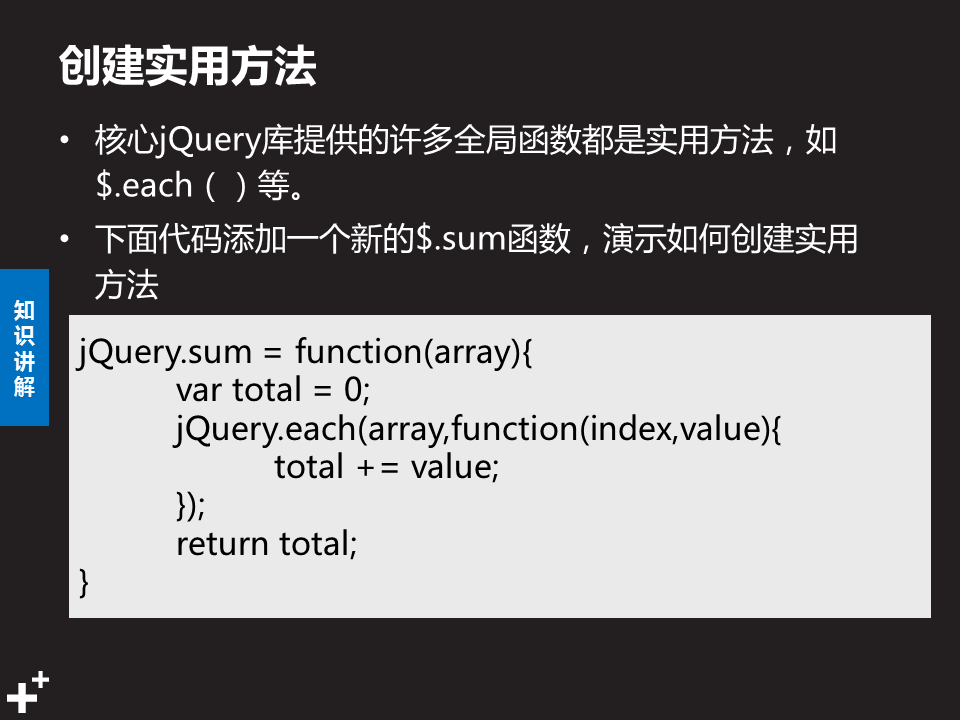 创建实用方法
• 核心jQuery库提供的许多全局函数都是实用方法，如
$.each（）等。
• 下面代码添加一个新的$.sum函数，演示如何创建实用
方法
知
识
讲
解
jQuery.sum = function(array){
var total = 0;
jQuery.each(array,function(index,value){
total += value;
});
return total;
}